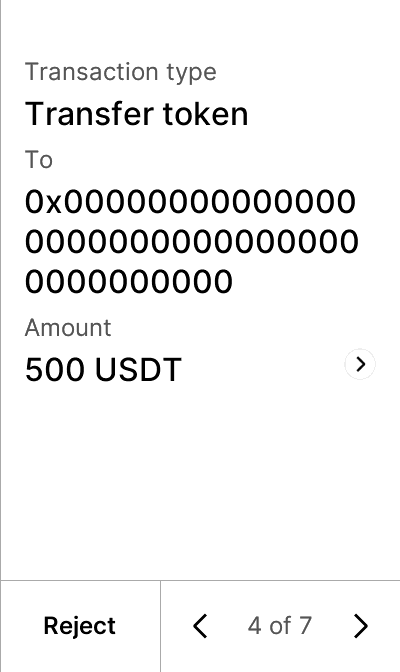 Transaction type
Transfer token
To
0x00000000000000
0000000000000000
0000000000
Amount
500 USDT
Reject
4 of 7